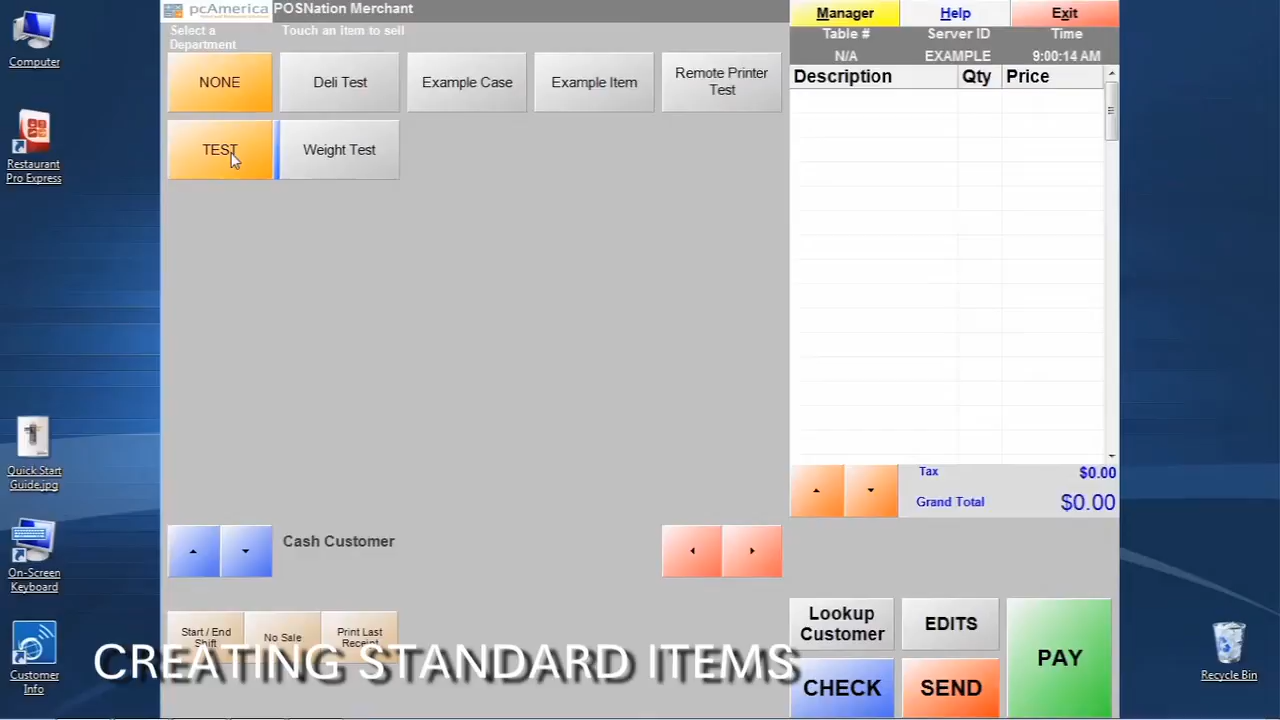 pcAmerica
POSNation Merchant
Manager
Help
Exit
Select a
Department
Touch an Item to sell
Table #
Server ID
Time
N/A
EXAMPLE
9:00:14 AM
Description
Qty
Price
NONE
Deli Test
Example Case
Example Item
Remote Printer
Test
TEST
Weight Test
Computer
Restaurant
Pro Express
Quick Start
Guide.jpg
On-Screen
Keyboard
Customer
Info
Recycle Bin
Tax
$0.00
Grand Total
$0.00
Cash Customer
Start / End
Shift
No Sale
Print Last
Receipt
Lookup
Customer
EDITS
PAY
CHECK
SEND
CREATING STANDARD ITEMS